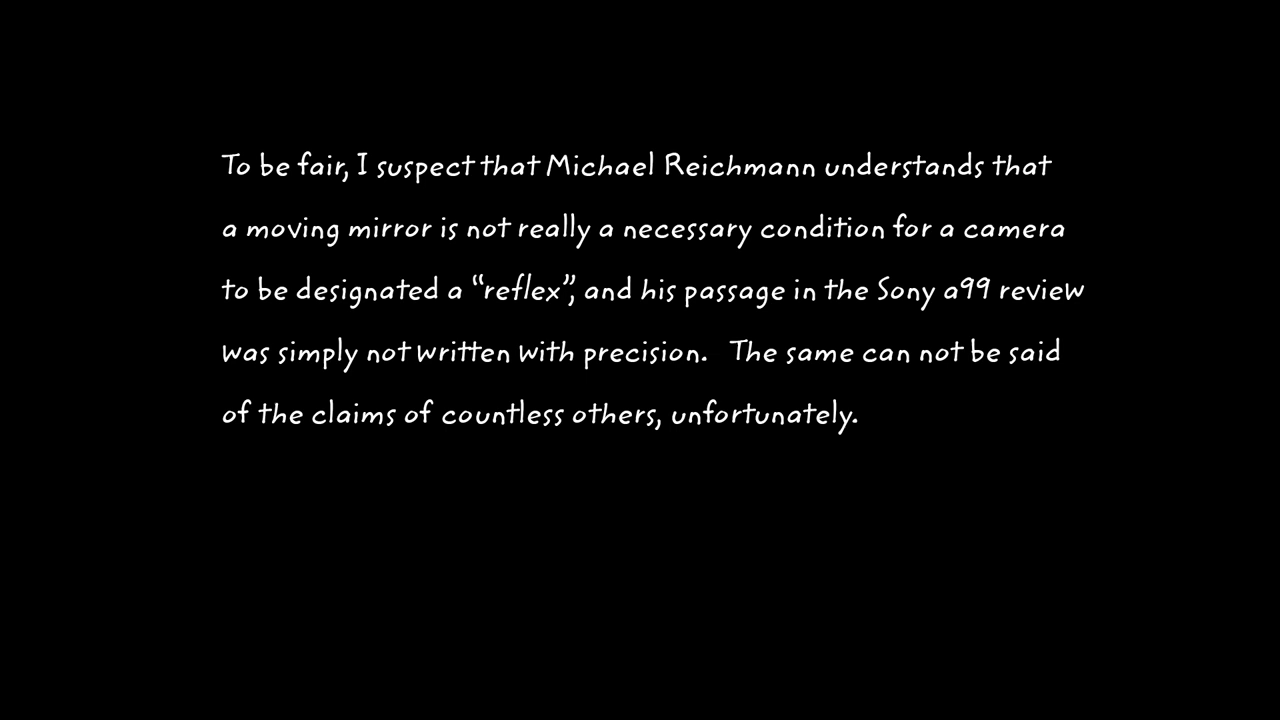 To be fair, I suspect that Michael Reichmann understands that
a moving mirror is not really a necessary condition for a camera
to be designated a “reflex”, and his passage in the Sony a99 review
was simply not written with precision.   The same can not be said
of the claims of countless others, unfortunately.